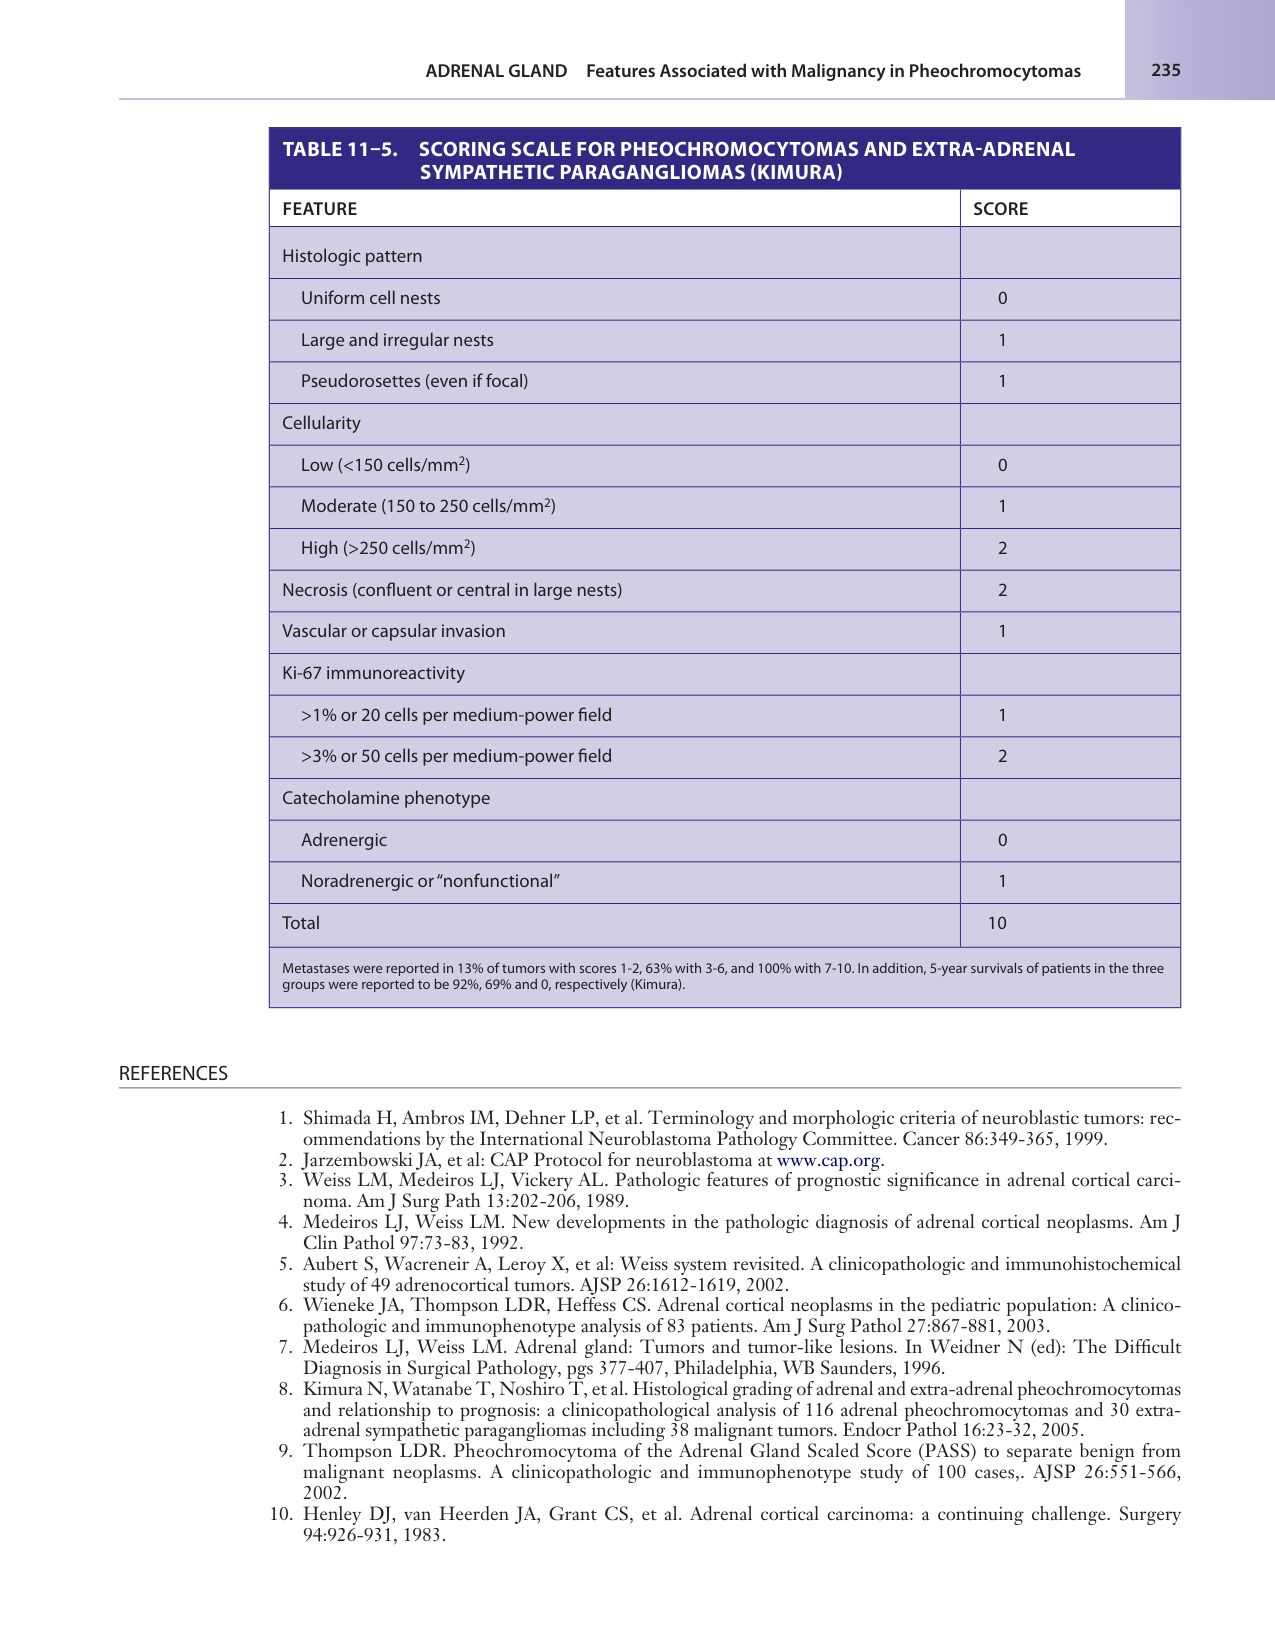 ADRENAL GLAND Features Associated with Malignancy in Pheochromocytomas 235
TABLE 11–5. SCORING SCALE FOR PHEOCHROMOCYTOMAS AND EXTRA-ADRENAL
SYMPATHETIC PARAGANGLIOMAS (KIMURA)
FEATURE SCORE
Histologic pattern
Uniform cell nests 0
Large and irregular nests 1
Pseudorosettes (even if focal) 1
Cellularity
Low (<150 cells/mm²) 0
Moderate (150 to 250 cells/mm²) 1
High (>250 cells/mm²) 2
Necrosis (confluent or central in large nests) 2
Vascular or capsular invasion 1
Ki-67 immunoreactivity
>1% or 20 cells per medium-power field 1
>3% or 50 cells per medium-power field 2
Catecholamine phenotype
Adrenergic 0
Noradrenergic or “nonfunctional” 1
Total 10
Metastases were reported in 13% of tumors with scores 1-2, 63% with 3-6, and 100% with 7-10. In addition, 5-year survivals of patients in the three
groups were reported to be 92%, 69% and 0, respectively (Kimura).
REFERENCES
1. Shimada H, Ambros IM, Dehner LP, et al. Terminology and morphologic criteria of neuroblastic tumors: rec-
ommendations by the International Neuroblastoma Pathology Committee. Cancer 86:349-365, 1999.
2. Jarzembowski JA, et al: CAP Protocol for neuroblastoma at www.cap.org.
3. Weiss LM, Medeiros LJ, Vickery AL. Pathologic features of prognostic significance in adrenal cortical carci-
noma. Am J Surg Path 13:202-206, 1989.
4. Medeiros LJ, Weiss LM. New developments in the pathologic diagnosis of adrenal cortical neoplasms. Am J
Clin Pathol 97:73-83, 1992.
5. Aubert S, Wacreneir A, Leroy X, et al: Weiss system revisited. A clinicopathologic and immunohistochemical
study of 49 adrenocortical tumors. AJSP 26:1612-1619, 2002.
6. Wieneke JA, Thompson LDR, Heffess CS. Adrenal cortical neoplasms in the pediatric population: A clinico-
pathologic and immunophenotype analysis of 83 patients. Am J Surg Pathol 27:867-881, 2003.
7. Medeiros LJ, Weiss LM. Adrenal gland: Tumors and tumor-like lesions. In Weidner N (ed): The Difficult
Diagnosis in Surgical Pathology, pgs 377-407, Philadelphia, WB Saunders, 1996.
8. Kimura N, Watanabe T, Noshiro T, et al. Histological grading of adrenal and extra-adrenal pheochromocytomas
and relationship to prognosis: a clinicopathological analysis of 116 adrenal pheochromocytomas and 30 extra-
adrenal sympathetic paragangliomas including 38 malignant tumors. Endocr Pathol 16:23-32, 2005.
9. Thompson LDR. Pheochromocytoma of the Adrenal Gland Scaled Score (PASS) to separate benign from
malignant neoplasms. A clinicopathologic and immunophenotype study of 100 cases,. AJSP 26:551-566,
2002.
10. Henley DJ, van Heerden JA, Grant CS, et al. Adrenal cortical carcinoma: a continuing challenge. Surgery
94:926-931, 1983.